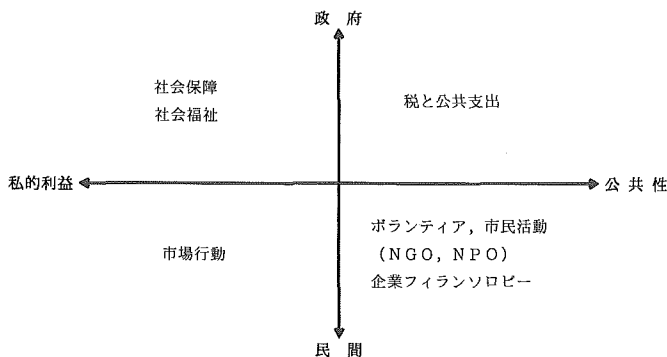 政 府
社会保障
社会福祉
税と公共支出
私的利益
公 共 性
市場行動
ボランティア，市民活動
（ＮＧＯ，ＮＰＯ）
企業フィランソロピー
民 間